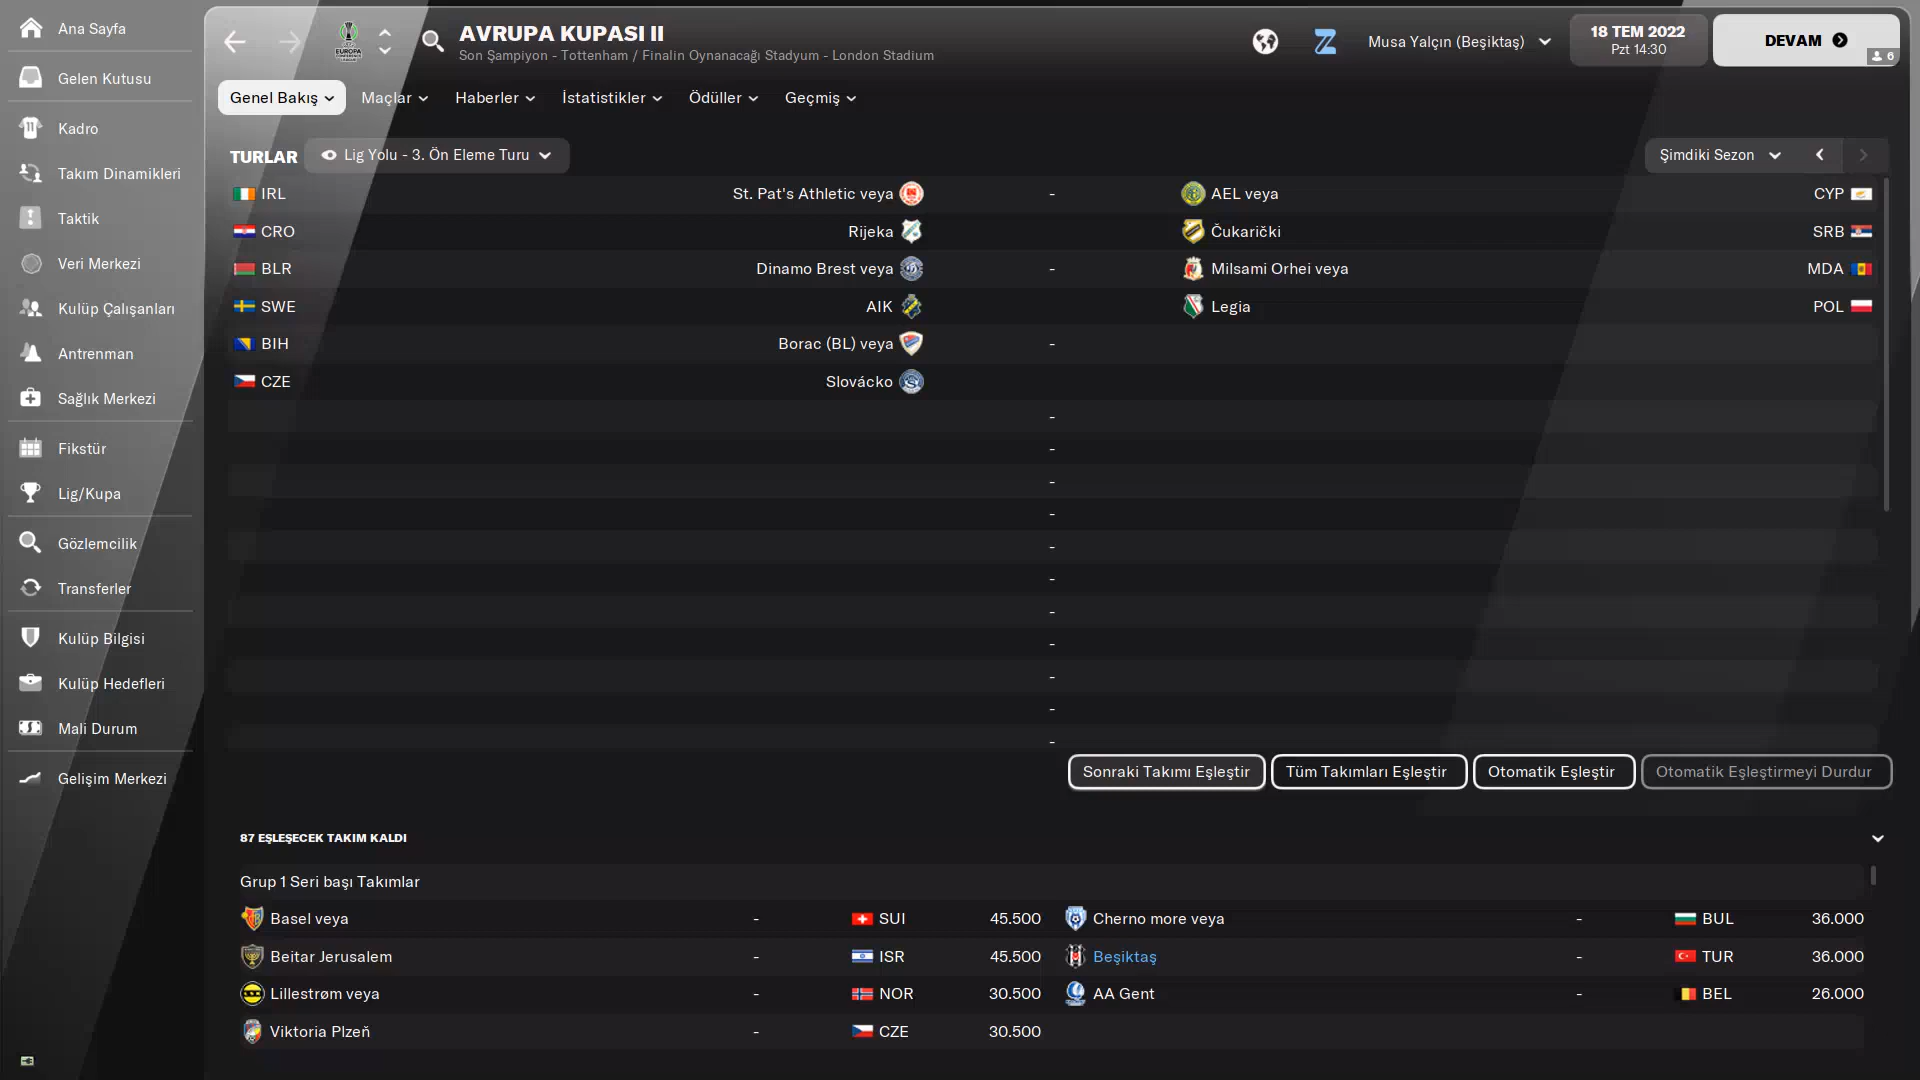 Ana Sayfa
Gelen Kutusu
Kadro
Takım Dinamikleri
Taktik
Veri Merkezi
Kulüp Çalışanları
Antrenman
Sağlık Merkezi
Fikstür
Lig/Kupa
Gözlemcilik
Transferler
Kulüp Bilgisi
Kulüp Hedefleri
Mali Durum
Gelişim Merkezi
AVRUPA KUPASI II
Son Şampiyon - Tottenham / Finalin Oynanacağı Stadyum - London Stadium
Musa Yalçın (Beşiktaş)
18 TEM 2022
Pzt 14:30
DEVAM
6
Genel Bakış Maçlar Haberler İstatistikler Ödüller Geçmiş
TURLAR Lig Yolu - 3. Ön Eleme Turu Şimdiki Sezon
IRL St. Pat's Athletic veya - AEL veya CYP
CRO Rijeka Čukarički SRB
BLR Dinamo Brest veya - Milsami Orhei veya MDA
SWE AIK Legia POL
BIH Borac (BL) veya -
CZE Slovácko
-
-
-
-
-
-
-
-
-
-
-
Sonraki Takımı Eşleştir Tüm Takımları Eşleştir Otomatik Eşleştir Otomatik Eşleştirmeyi Durdur
87 EŞLEŞECEK TAKIM KALDI
Grup 1 Seri başı Takımlar
Basel veya - SUI 45.500 Cherno more veya - BUL 36.000
Beitar Jerusalem - ISR 45.500 Beşiktaş - TUR 36.000
Lillestrøm veya - NOR 30.500 AA Gent - BEL 26.000
Viktoria Plzeň - CZE 30.500